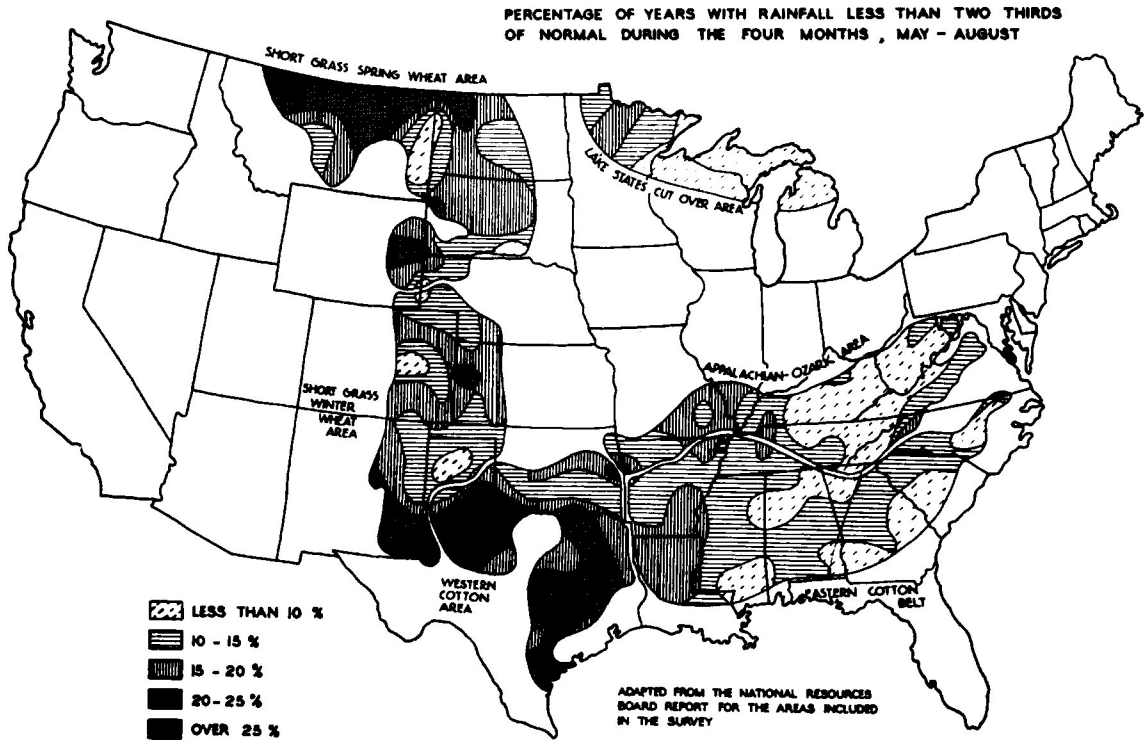 PERCENTAGE OF YEARS WITH RAINFALL LESS THAN TWO THIRDS
OF NORMAL DURING THE FOUR MONTHS , MAY - AUGUST
SHORT GRASS SPRING WHEAT AREA
LAKE STATES CUT OVER AREA
APPALACHIAN-OZARK AREA
SHORT GRASS
WINTER
WHEAT
AREA
WESTERN
COTTON
AREA
EASTERN COTTON
BELT
LESS THAN 10 %
10 - 15 %
15 - 20 %
20 - 25 %
OVER 25 %
ADAPTED FROM THE NATIONAL RESOURCES
BOARD REPORT FOR THE AREAS INCLUDED
IN THE SURVEY